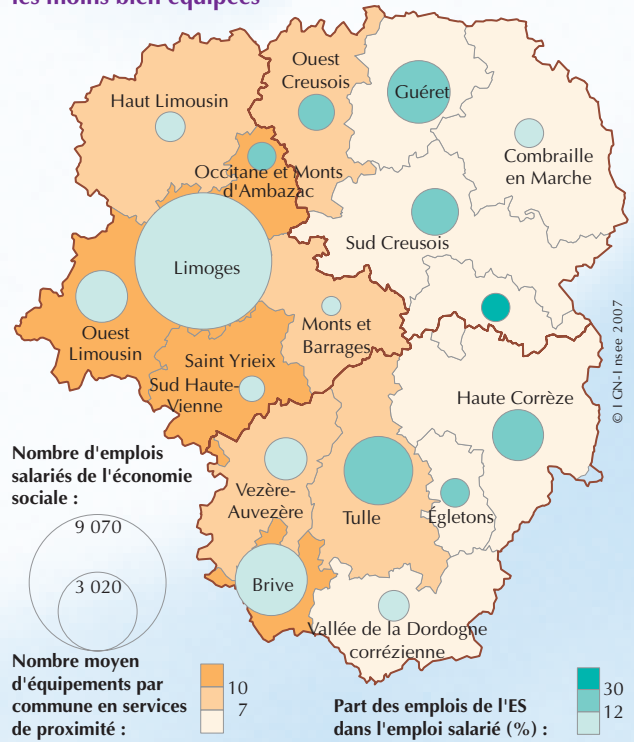 les moins bien équipées
Ouest
Creusois
Guéret
Haut Limousin
Combraille
en Marche
Occitane et Monts
d'Ambazac
Sud Creusois
Limoges
Monts et
Barrages
Ouest
Limousin
Saint Yrieix
Sud Haute-
Vienne
Haute Corrèze
© IGN-Insee 2007
Nombre d'emplois
salariés de l'économie
sociale :
9 070
3 020
Vezère-
Auvezère
Tulle
Égletons
Brive
Vallée de la Dordogne
corrézienne
Nombre moyen
d'équipements par
commune en services
de proximité :
10
7
Part des emplois de l'ES
dans l'emploi salarié (%) :
30
12